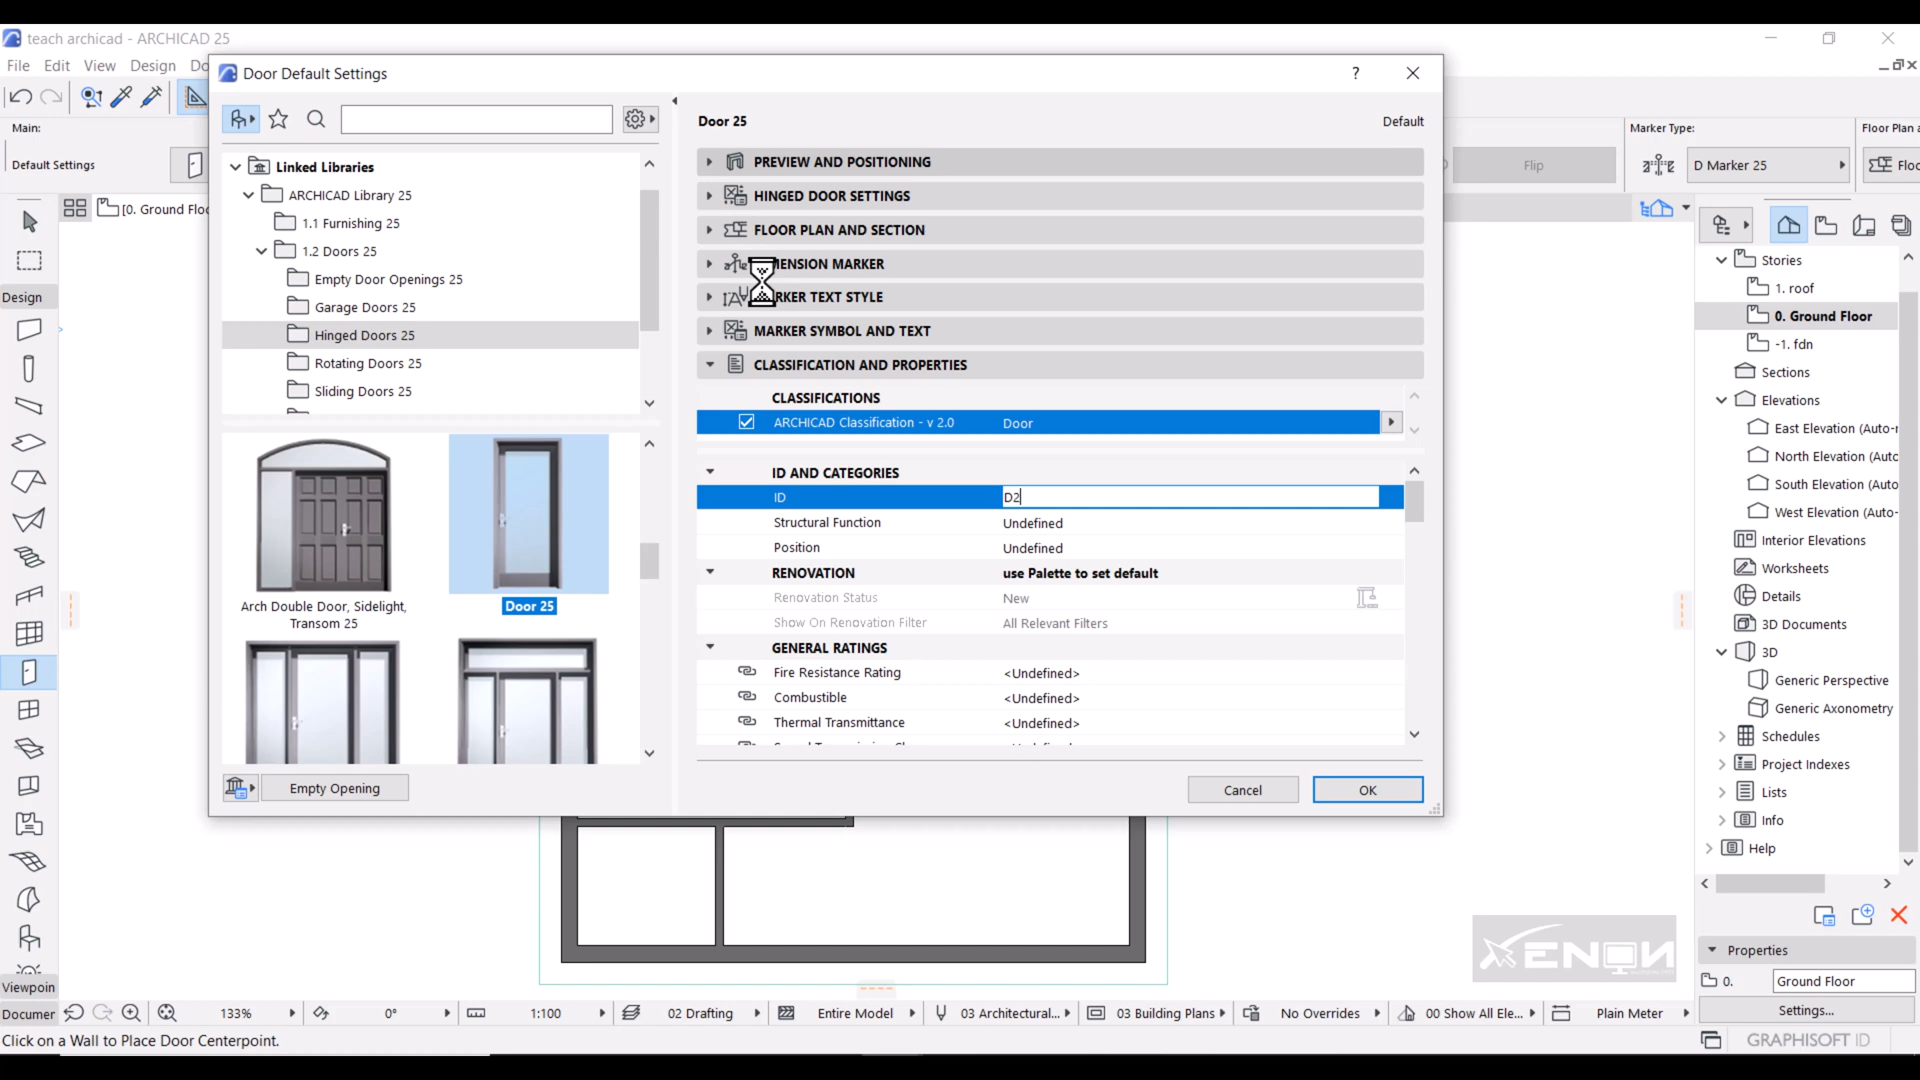 teach archicad - ARCHICAD 25
File Edit View Design Do
Main:
Default Settings
[0. Ground Floo
Design
Viewpoin
Documer
Door Default Settings
?
Linked Libraries
ARCHICAD Library 25
1.1 Furnishing 25
1.2 Doors 25
Empty Door Openings 25
Garage Doors 25
Hinged Doors 25
Rotating Doors 25
Sliding Doors 25
Arch Double Door, Sidelight,
Transom 25
Door 25
Empty Opening
Door 25
Default
PREVIEW AND POSITIONING
HINGED DOOR SETTINGS
FLOOR PLAN AND SECTION
MENSION MARKER
RKER TEXT STYLE
MARKER SYMBOL AND TEXT
CLASSIFICATION AND PROPERTIES
CLASSIFICATIONS
ARCHICAD Classification - v 2.0 Door
ID AND CATEGORIES
ID D2
Structural Function Undefined
Position Undefined
RENOVATION use Palette to set default
Renovation Status New
Show On Renovation Filter All Relevant Filters
GENERAL RATINGS
Fire Resistance Rating <Undefined>
Combustible <Undefined>
Thermal Transmittance <Undefined>
Cancel OK
Flip
Marker Type:
D Marker 25
Floor Plan a
Floo
Stories
1. roof
0. Ground Floor
-1. fdn
Sections
Elevations
East Elevation (Auto-r
North Elevation (Autc
South Elevation (Auto
West Elevation (Auto-
Interior Elevations
Worksheets
Details
3D Documents
3D
Generic Perspective
Generic Axonometry
Schedules
Project Indexes
Lists
Info
Help
Properties
0. Ground Floor
Settings...
XENON
133% 0° 1:100 02 Drafting Entire Model 03 Architectural... 03 Building Plans No Overrides 00 Show All Ele... Plain Meter
Click on a Wall to Place Door Centerpoint.
GRAPHISOFT ID